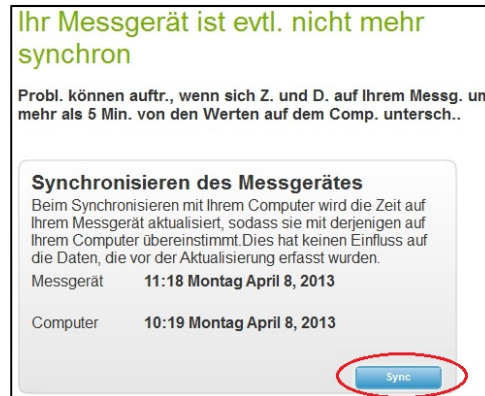 Ihr Messgerät ist evtl. nicht mehr
synchron
Probl. können auftr., wenn sich Z. und D. auf Ihrem Messg. um
mehr als 5 Min. von den Werten auf dem Comp. untersch..
Synchronisieren des Messgerätes
Beim Synchronisieren mit Ihrem Computer wird die Zeit auf
Ihrem Messgerät aktualisiert, sodass sie mit derjenigen auf
Ihrem Computer übereinstimmt.Dies hat keinen Einfluss auf
die Daten, die vor der Aktualisierung erfasst wurden.
Messgerät 11:18 Montag April 8, 2013
Computer 10:19 Montag April 8, 2013
Sync